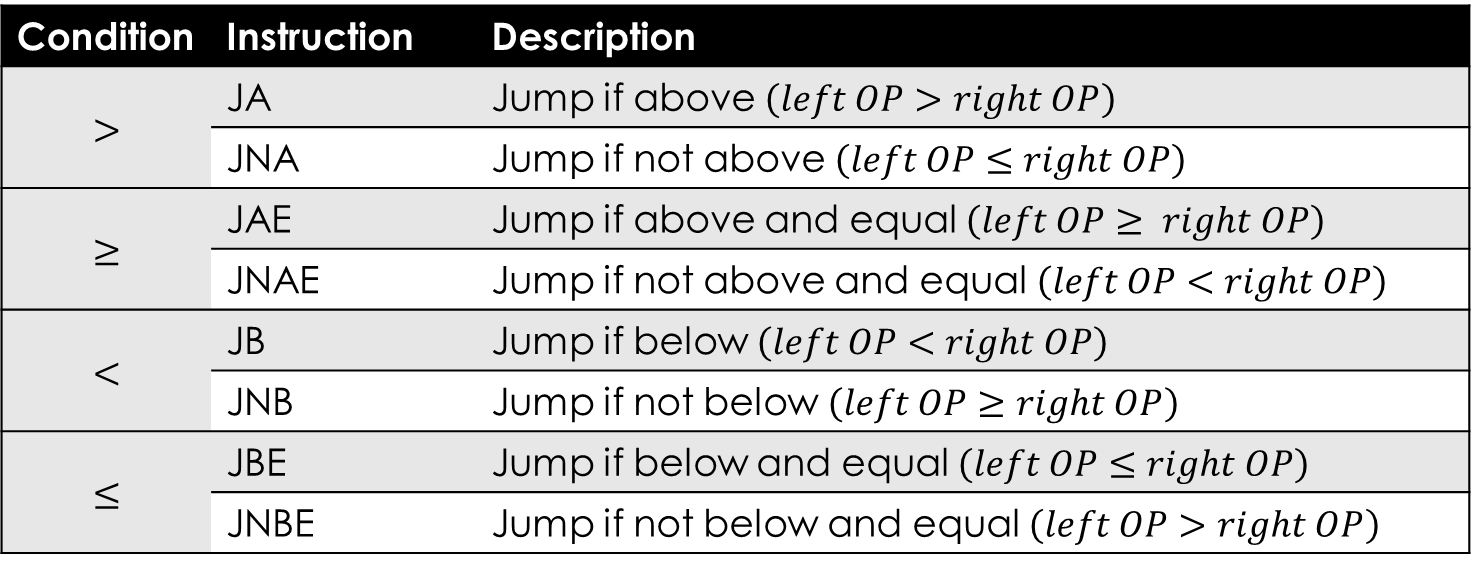 Condition Instruction Description
> JA Jump if above (left OP > right OP)
JNA Jump if not above (left OP ≤ right OP)
≥ JAE Jump if above and equal (left OP ≥ right OP)
JNAE Jump if not above and equal (left OP < right OP)
< JB Jump if below (left OP < right OP)
JNB Jump if not below (left OP ≥ right OP)
≤ JBE Jump if below and equal (left OP ≤ right OP)
JNBE Jump if not below and equal (left OP > right OP)